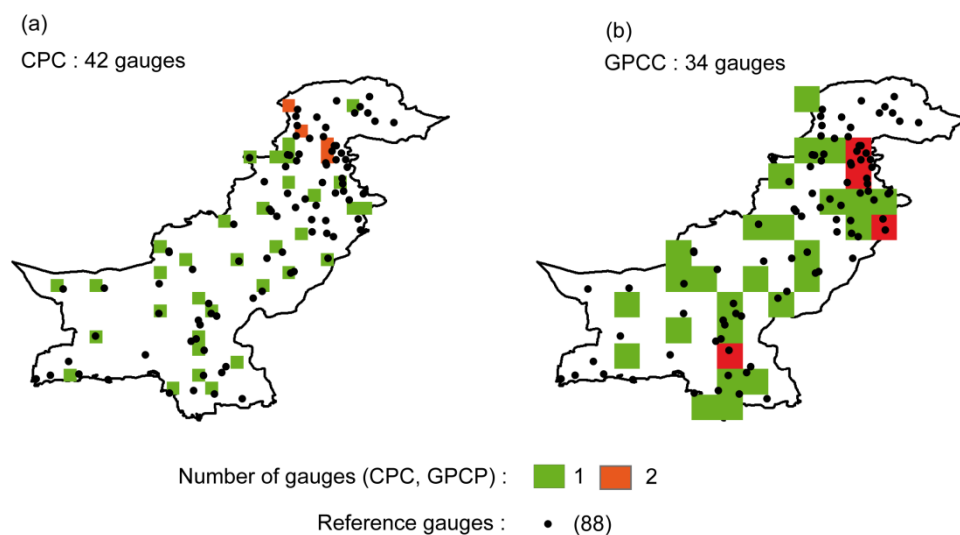 (a)
CPC : 42 gauges
(b)
GPCC : 34 gauges
Number of gauges (CPC, GPCP) : 1 2
Reference gauges : (88)